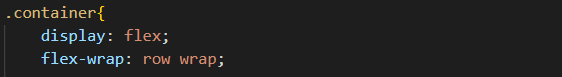 .container{
display: flex;
flex-wrap: row wrap;